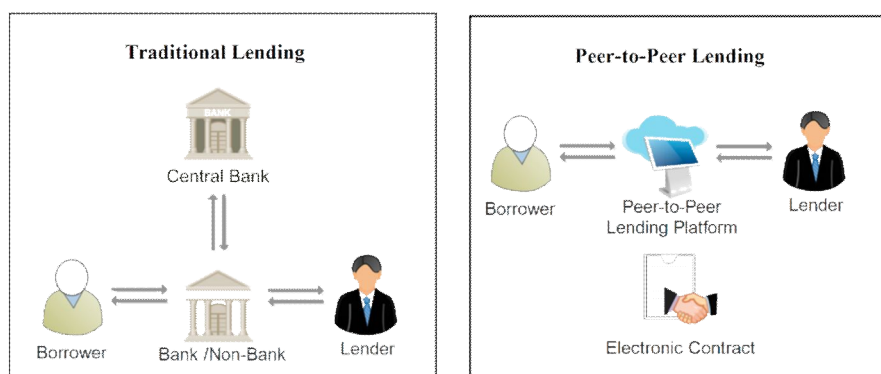 Traditional Lending
BANK
Central Bank
Borrower
Bank /Non-Bank
Lender
Peer-to-Peer Lending
Borrower
Peer-to-Peer
Lending Platform
Lender
Electronic Contract